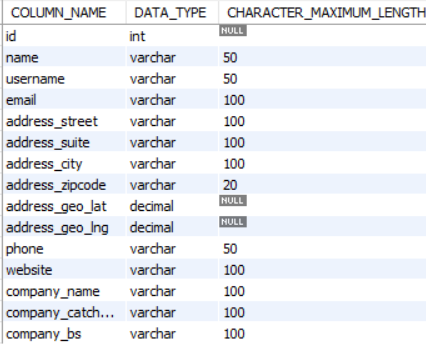 COLUMN_NAME DATA_TYPE CHARACTER_MAXIMUM_LENGTH
id int NULL
name varchar 50
username varchar 50
email varchar 100
address_street varchar 100
address_suite varchar 100
address_city varchar 100
address_zipcode varchar 20
address_geo_lat decimal NULL
address_geo_lng decimal NULL
phone varchar 50
website varchar 100
company_name varchar 100
company_catch... varchar 100
company_bs varchar 100